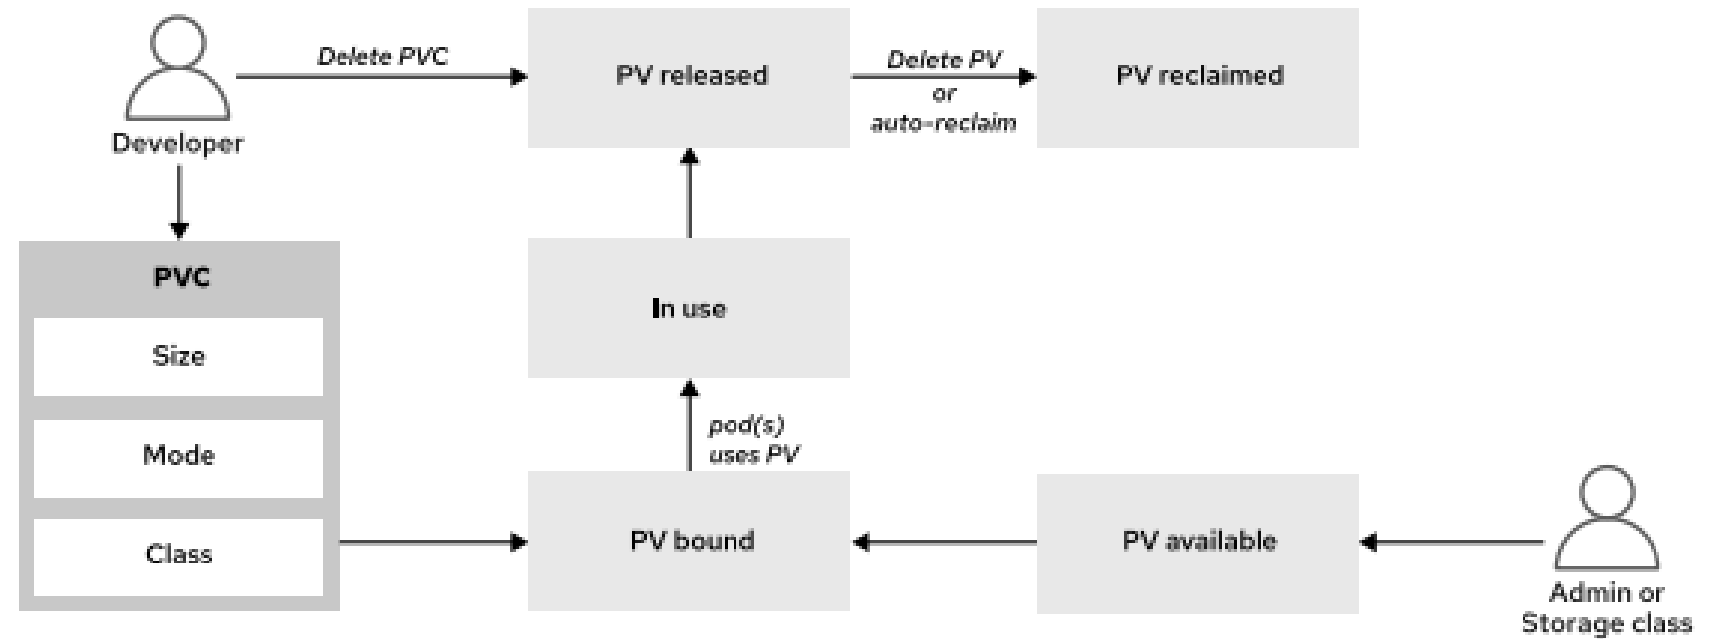 Delete PVC
PV released
Delete PV
or
auto-reclaim
PV reclaimed
Developer
PVC
Size
Mode
Class
In use
pod(s)
uses PV
PV bound
PV available
Admin or
Storage class